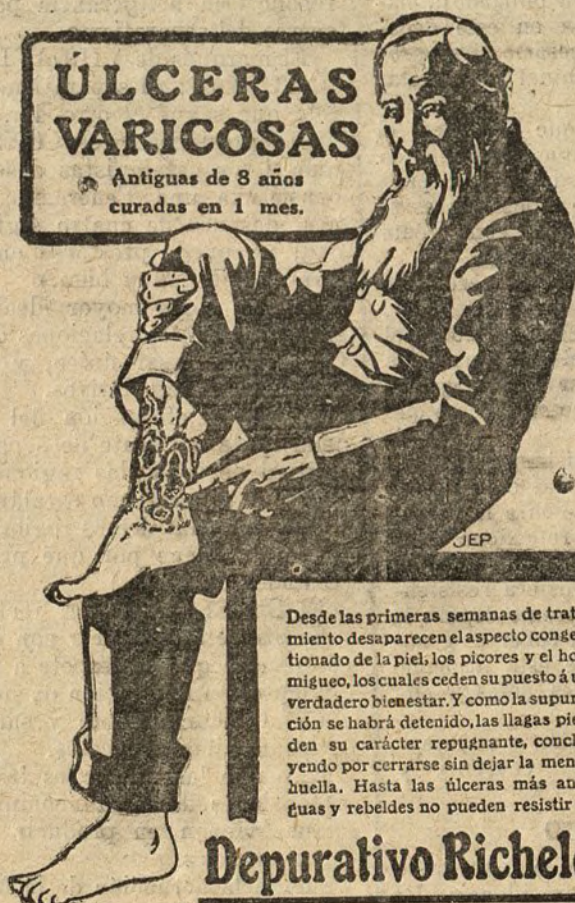 ÚLCERAS
VARICOSAS
Antiguas de 8 años
curadas en 1 mes.
JEP
Desde las primeras semanas de trat
miento desaparecen el aspecto conge
tionado de la piel, los picores y el ho
migueo, los cuales ceden su puesto á u
verdadero bienestar. Y como la supur
ción se habrá detenido, las llagas pie
den su carácter repugnante, concl
yendo por cerrarse sin dejar la men
huella. Hasta las úlceras más an
guas y rebeldes no pueden resistir
Depurativo Richele